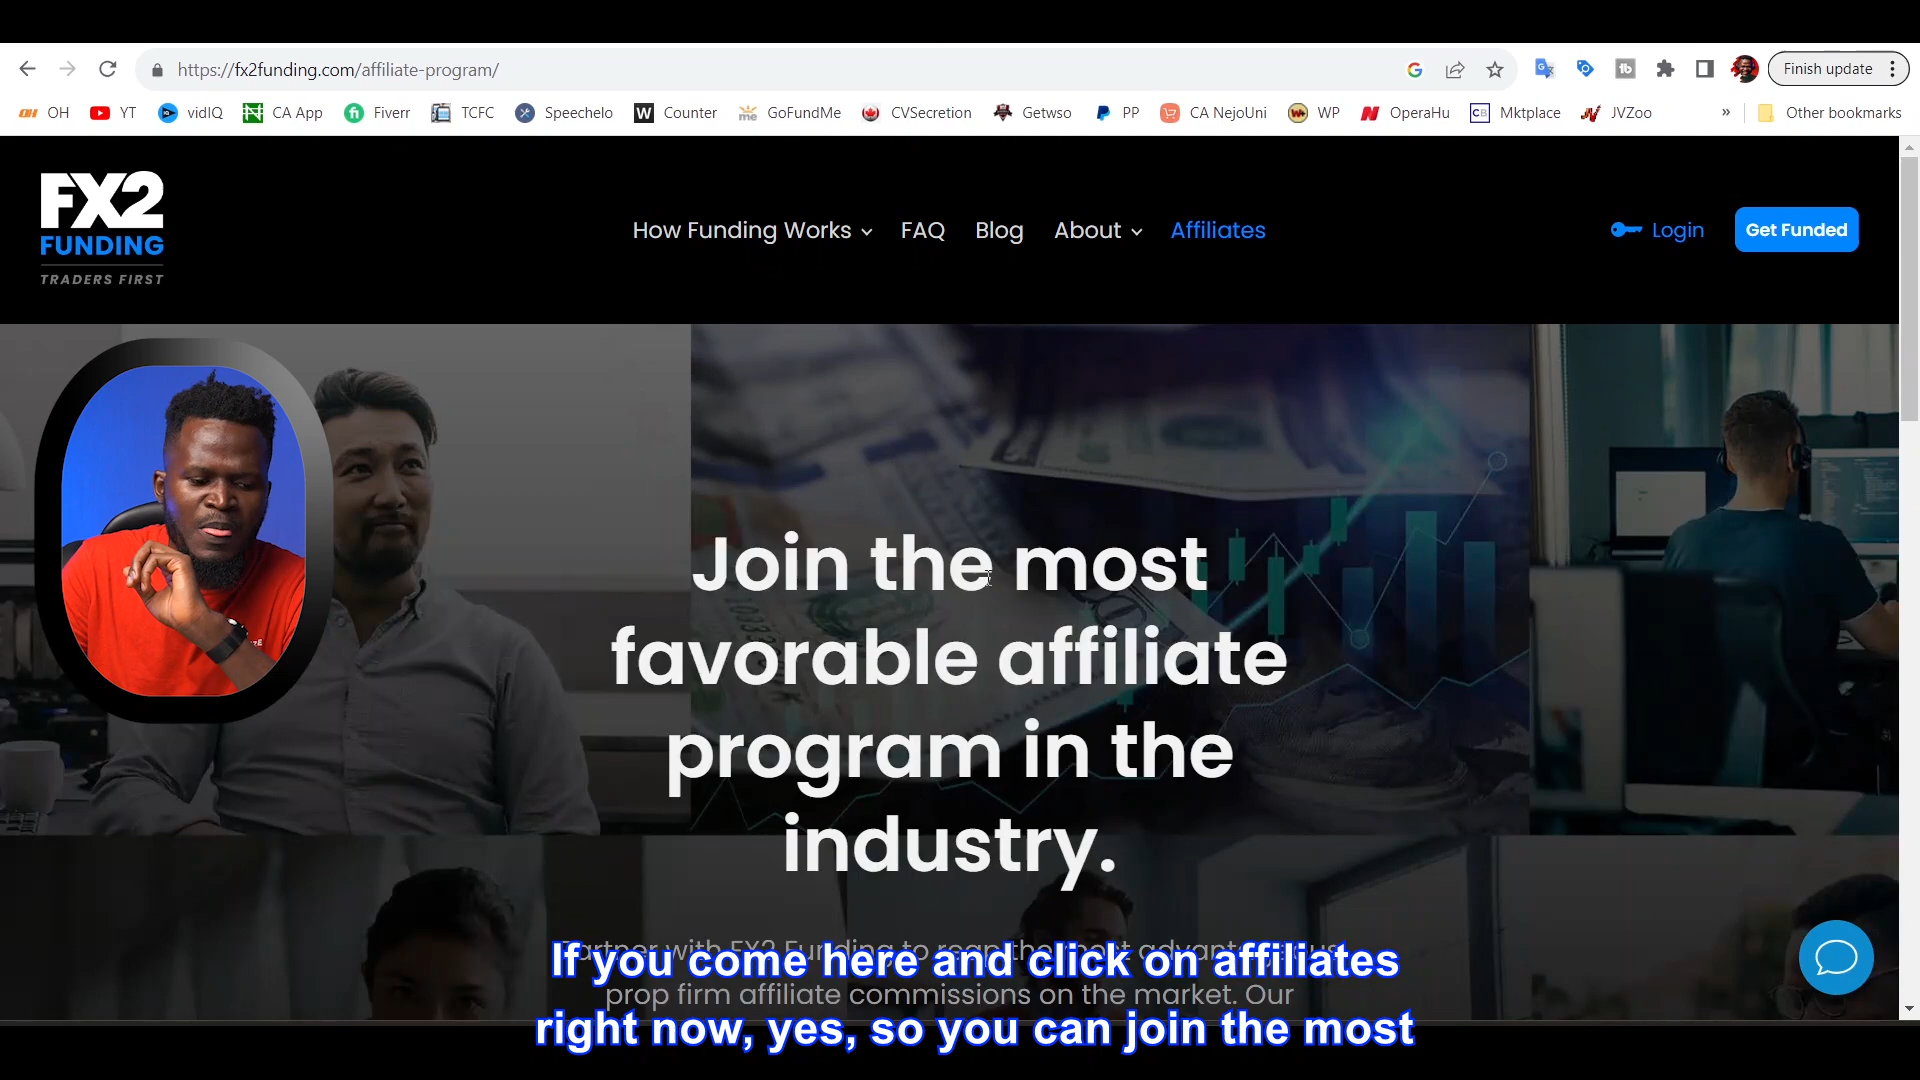 https://fx2funding.com/affiliate-program/
Finish update
OH YT vidIQ CA App Fiverr TCFC Speechelo Counter GoFundMe CVSecretion Getwso PP CA NejoUni WP OperaHu Mktplace JVZoo » Other bookmarks
FX2
FUNDING
TRADERS FIRST
How Funding Works FAQ Blog About Affiliates
Login
Get Funded
Join the most
favorable affiliate
program in the
industry.
If you come here and click on affiliates
prop firm affiliate commissions on the market. Our
right now, yes, so you can join the most